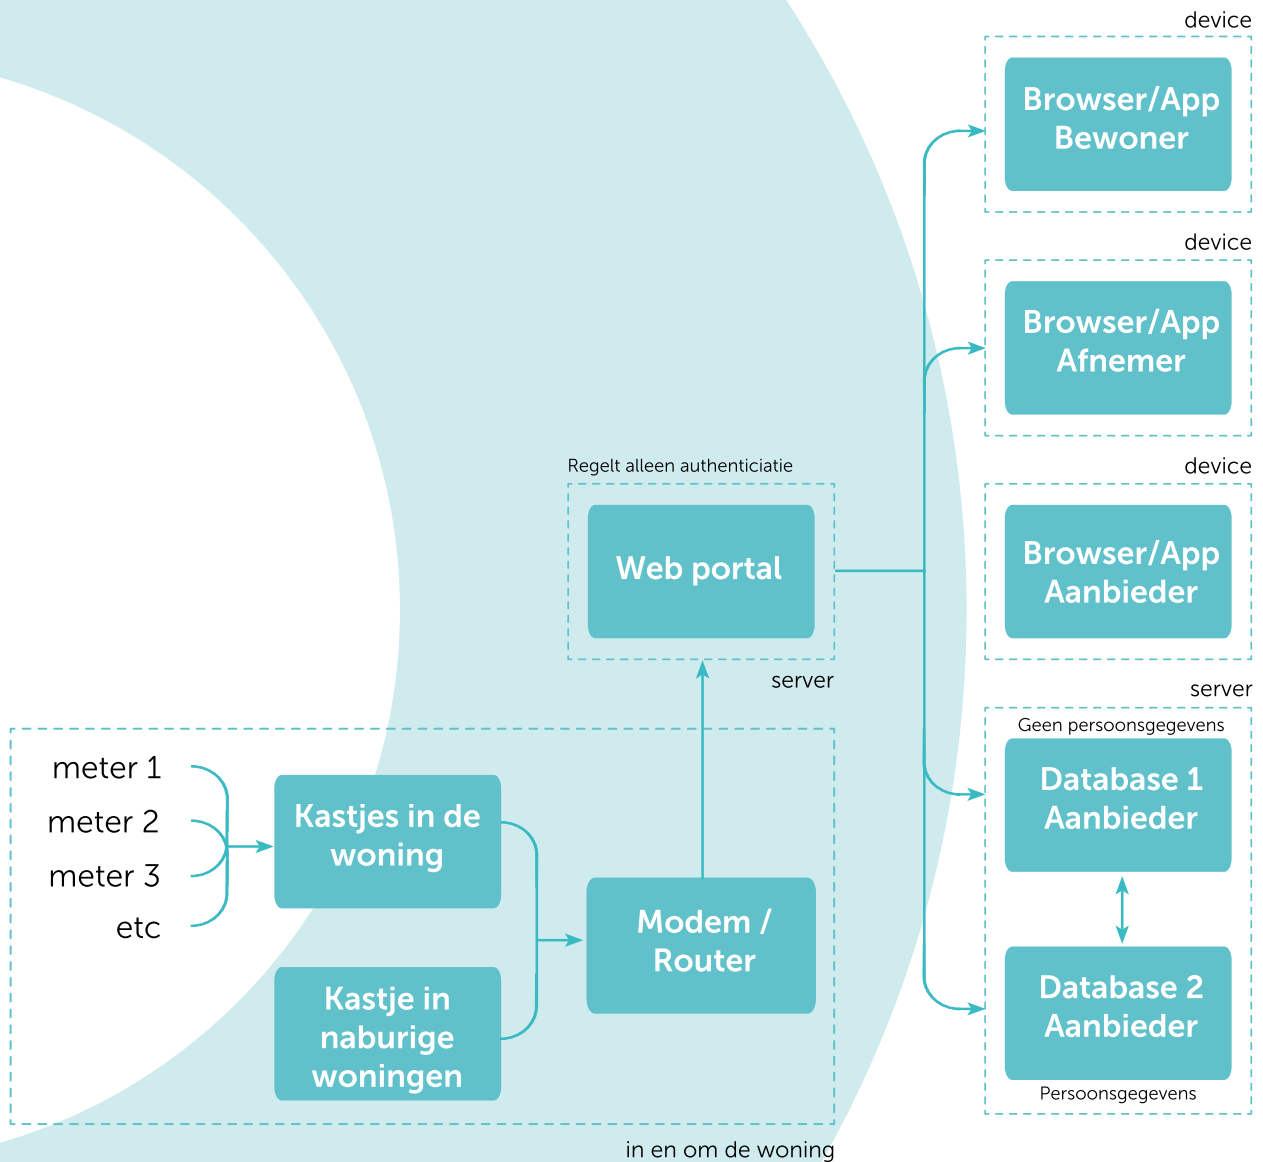 device
Browser/App
Bewoner
device
Browser/App
Afnemer
Regelt alleen authenticiatie
Web portal
server
device
Browser/App
Aanbieder
server
Geen persoonsgegevens
Database 1
Aanbieder
Database 2
Aanbieder
Persoonsgegevens
meter 1
meter 2
meter 3
etc
Kastjes in de
woning
Kastje in
naburige
woningen
Modem /
Router
in en om de woning